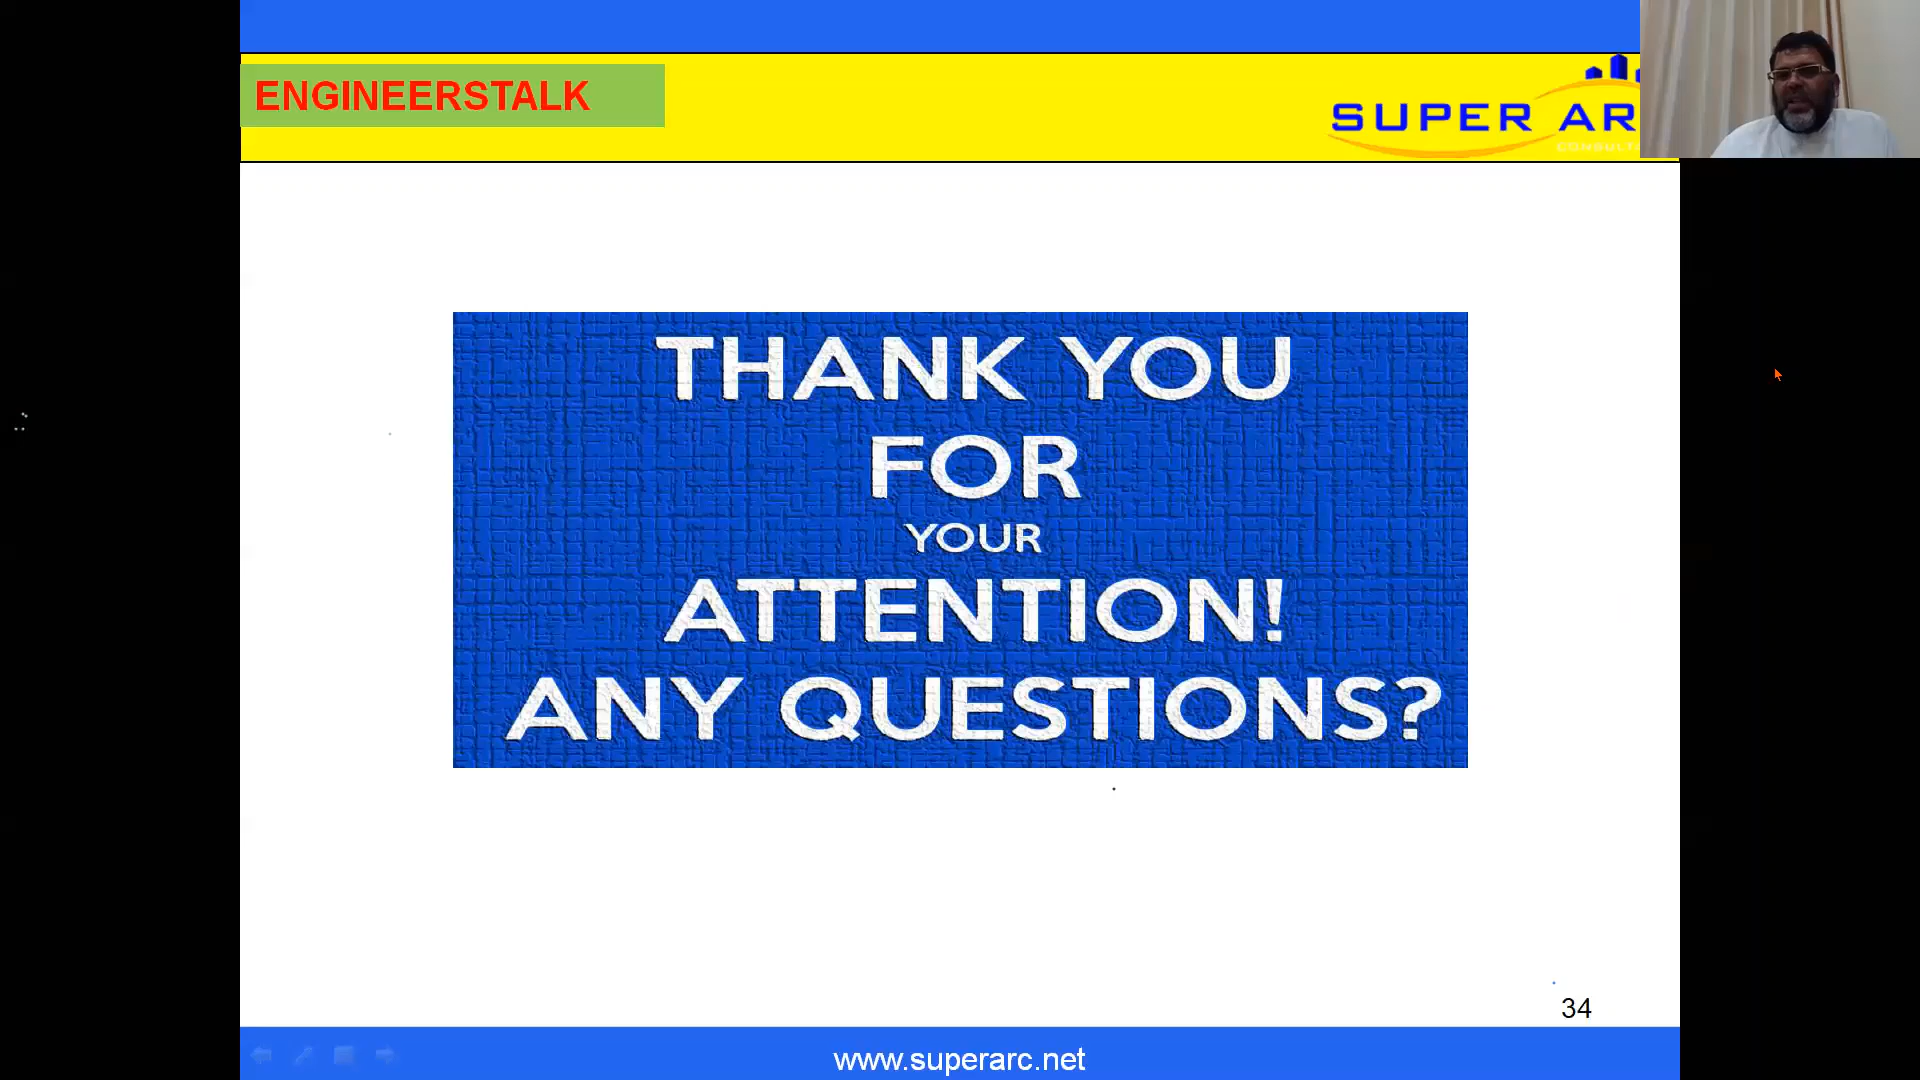 ENGINEERSTALK
SUPER AR
THANK YOU
FOR
YOUR
ATTENTION!
ANY QUESTIONS?
34
www.superarc.net